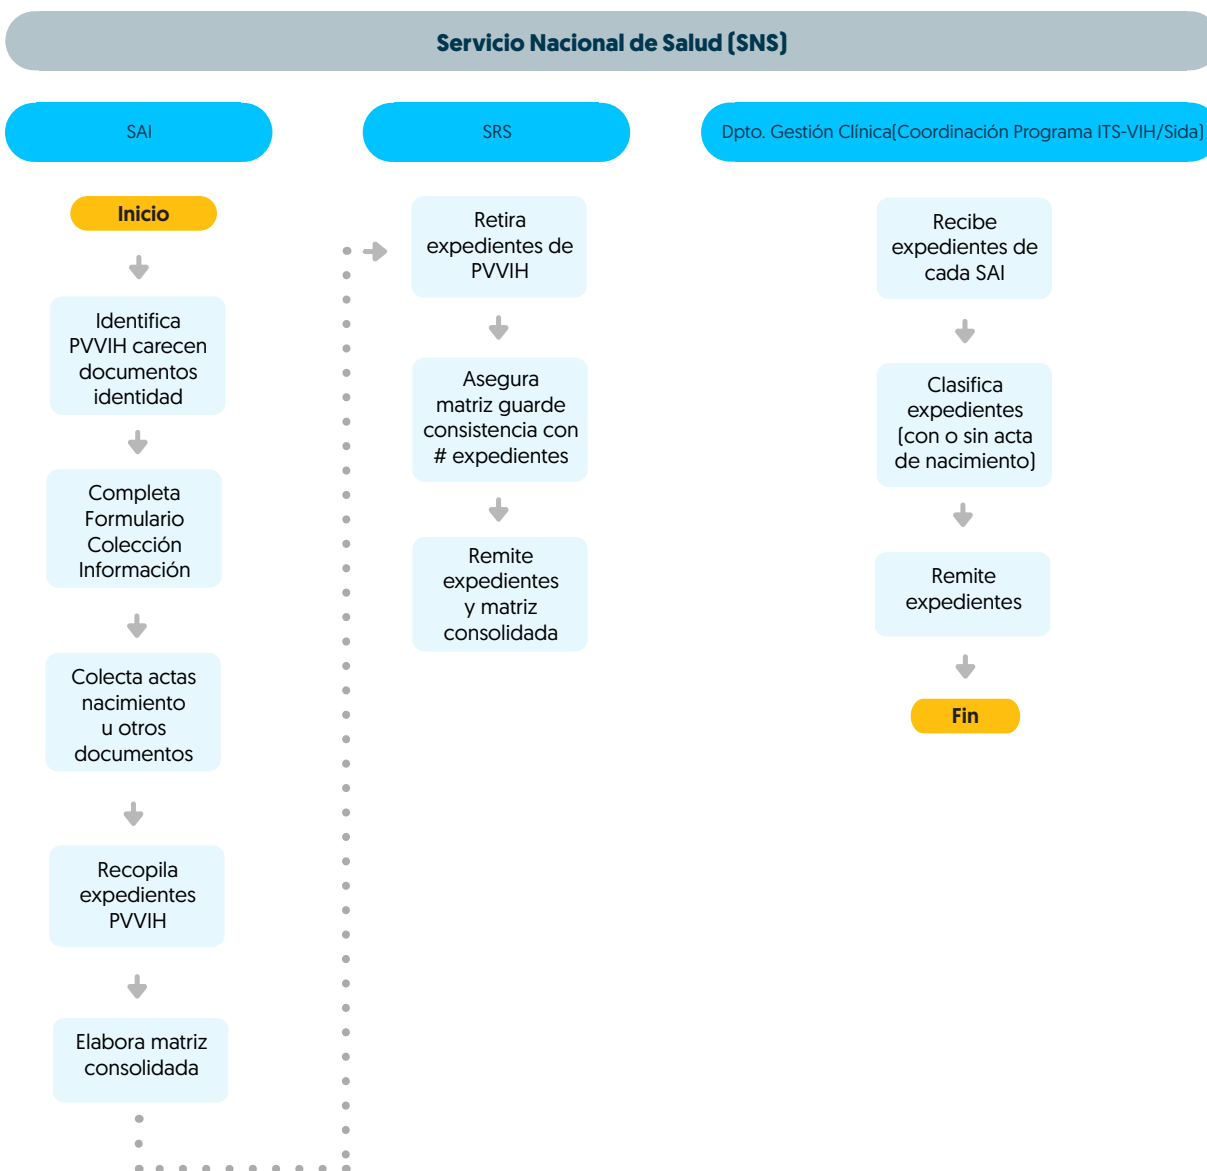 Servicio Nacional de Salud (SNS)
SAI
SRS
Dpto. Gestión Clínica(Coordinación Programa ITS-VIH/Sida)
Inicio
Identifica
PVVIH carecen
documentos
identidad
Completa
Formulario
Colección
Información
Colecta actas
nacimiento
u otros
documentos
Recopila
expedientes
PVVIH
Elabora matriz
consolidada
Retira
expedientes de
PVVIH
Asegura
matriz guarde
consistencia con
# expedientes
Remite
expedientes
y matriz
consolidada
Recibe
expedientes de
cada SAI
Clasifica
expedientes
(con o sin acta
de nacimiento)
Remite
expedientes
Fin